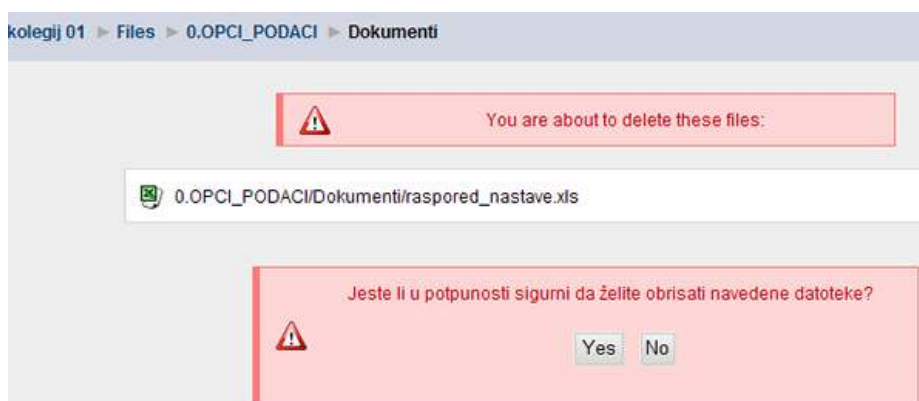 kolegij 01 ► Files ► 0.OPCI_PODACI ► Dokumenti
You are about to delete these files:
0.OPCI_PODACI/Dokumenti/raspored_nastave.xls
Jeste li u potpunosti sigurni da želite obrisati navedene datoteke?
Yes No